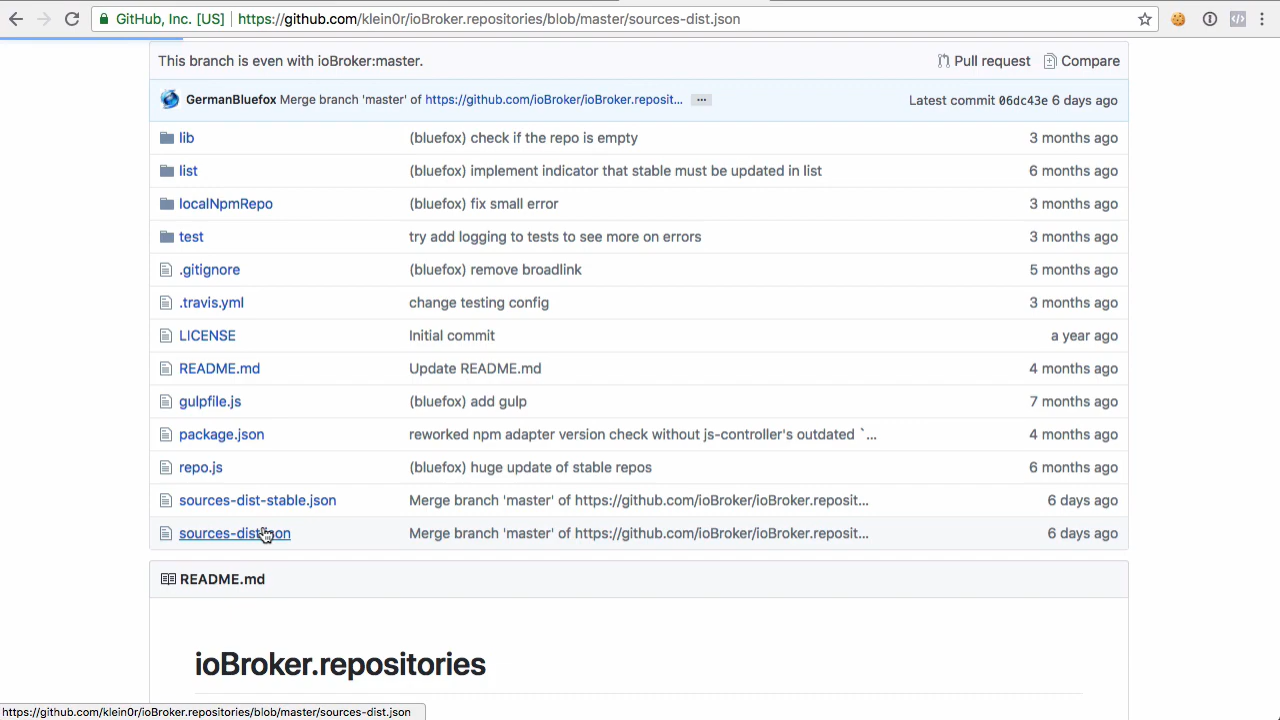 GitHub, Inc. [US] https://github.com/klein0r/ioBroker.repositories/blob/master/sources-dist.json
This branch is even with ioBroker:master. Pull request Compare
GermanBluefox Merge branch 'master' of https://github.com/ioBroker/ioBroker.reposit... ... Latest commit 06dc43e 6 days ago
lib (bluefox) check if the repo is empty 3 months ago
list (bluefox) implement indicator that stable must be updated in list 6 months ago
localNpmRepo (bluefox) fix small error 3 months ago
test try add logging to tests to see more on errors 3 months ago
.gitignore (bluefox) remove broadlink 5 months ago
.travis.yml change testing config 3 months ago
LICENSE Initial commit a year ago
README.md Update README.md 4 months ago
gulpfile.js (bluefox) add gulp 7 months ago
package.json reworked npm adapter version check without js-controller's outdated `... 4 months ago
repo.js (bluefox) huge update of stable repos 6 months ago
sources-dist-stable.json Merge branch 'master' of https://github.com/ioBroker/ioBroker.reposit... 6 days ago
sources-dist.json Merge branch 'master' of https://github.com/ioBroker/ioBroker.reposit... 6 days ago
README.md
ioBroker.repositories
https://github.com/klein0r/ioBroker.repositories/blob/master/sources-dist.json